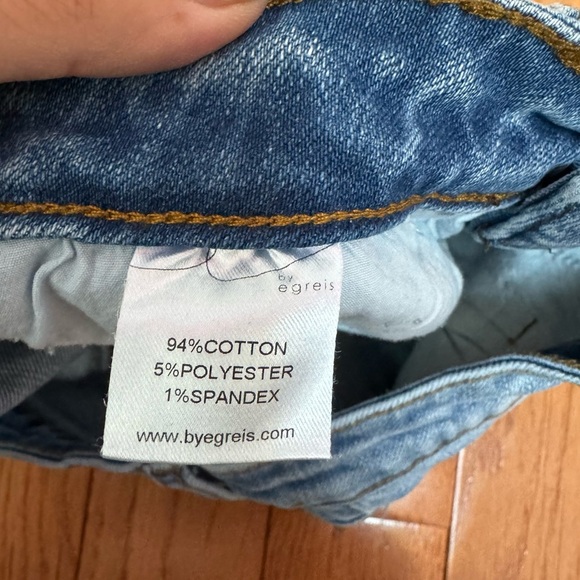 by
egreis
94%COTTON
5%POLYESTER
1%SPANDEX
www.byegreis.com